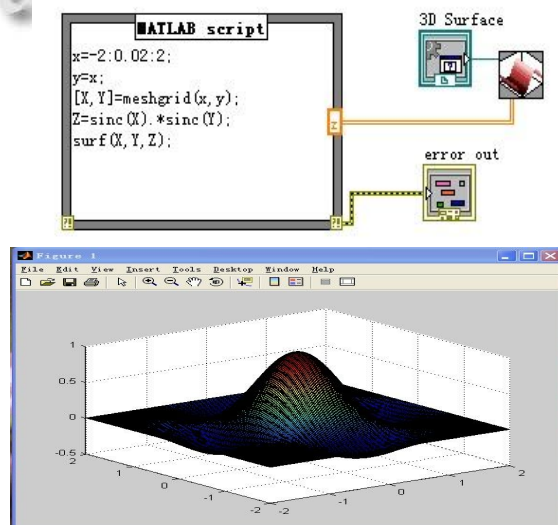 MATLAB script
3D Surface
x=-2:0.02:2;
y=x;
[X,Y]=meshgrid(x,y);
Z=sinc(X).*sinc(Y);
surf(X,Y,Z);
Z
error out
Figure 1
File Edit View Insert Tools Desktop Window Help
1
0.5
0
-0.5
2
1
0
-1
-2
-2
-1
0
1
2